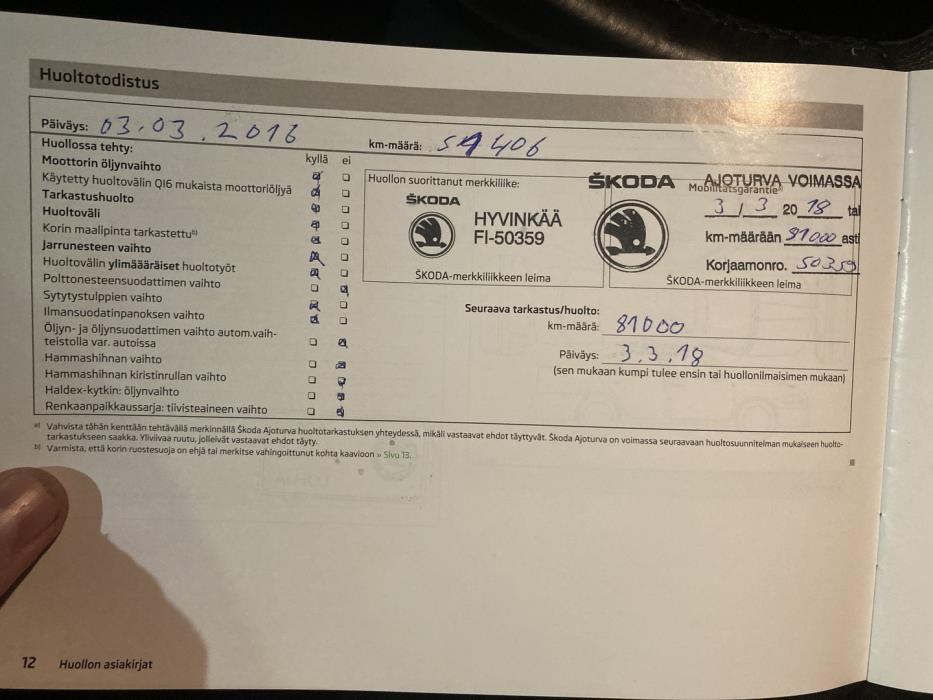 Huoltotodistus
Päiväys: 03.03.2016
km-määrä: 51 406
Huollossa tehty: kyllä ei
Moottorin öljynvaihto
Käytetty huoltovälin QI6 mukaista moottoriöljyä
Tarkastushuolto
Huoltoväli
Korin maalipinta tarkastettu b)
Jarrunesteen vaihto
Huoltovälin ylimääräiset huoltotyöt
Polttonesteensuodattimen vaihto
Sytytystulppien vaihto
Ilmansuodatinpanoksen vaihto
Öljyn- ja öljynsuodattimen vaihto autom.vaih-
teistolla var. autoissa
Hammashihnan vaihto
Hammashihnan kiristinrullan vaihto
Haldex-kytkin: öljynvaihto
Renkaanpaikkaussarja: tiivisteaineen vaihto
Huollon suorittanut merkkiliike:
ŠKODA
HYVINKÄÄ
FI-50359
ŠKODA-merkkiliikkeen leima
ŠKODA AJOTURVA VOIMASSA
Mobilitätsgarantie a)
3 / 3 20 18 tai
km-määrään 81000 asti
Korjaamonro. 50359
ŠKODA-merkkiliikkeen leima
Seuraava tarkastus/huolto:
km-määrä: 81000
Päiväys: 3.3.18
(sen mukaan kumpi tulee ensin tai huollonilmaisimen mukaan)
a) Vahvista tähän kenttään tehtävällä merkinnällä Škoda Ajoturva huoltotarkastuksen yhteydessä, mikäli vastaavat ehdot täyttyvät. Škoda Ajoturva on voimassa seuraavaan huoltosuunnitelman mukaiseen huolto-
tarkastukseen saakka. Yliviivaa ruutu, jolleivät vastaavat ehdot täyty.
b) Varmista, että korin ruostesuoja on ehjä tai merkitse vahingoittunut kohta kaavioon » Sivu 13.
12 Huollon asiakirjat